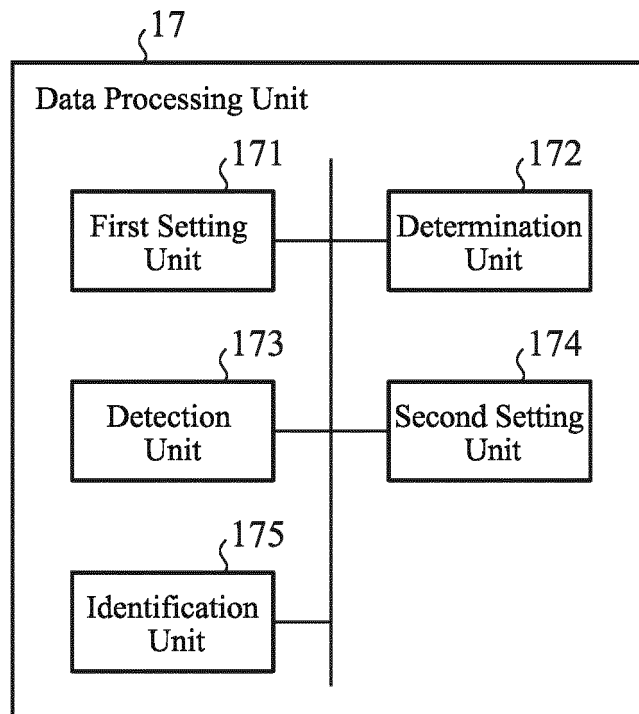 17
Data Processing Unit
171
First Setting
Unit
172
Determination
Unit
173
Detection
Unit
174
Second Setting
Unit
175
Identification
Unit